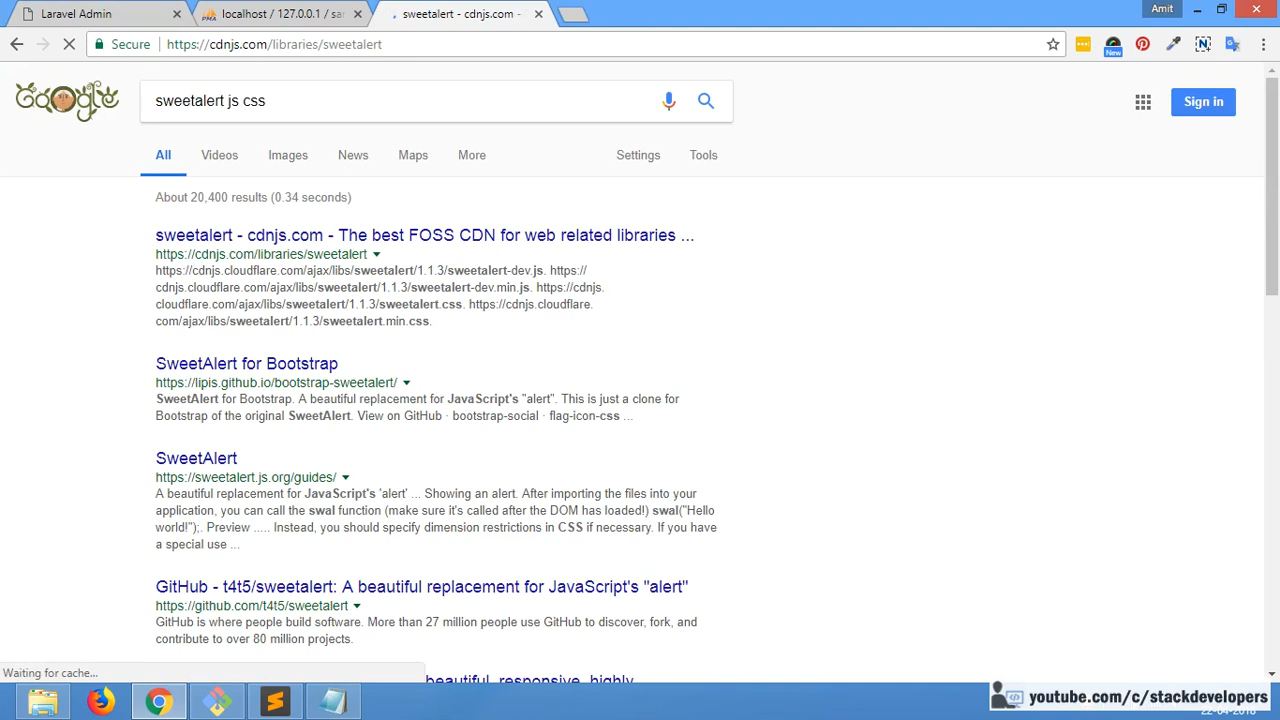 Laravel Admin
localhost / 127.0.0.1 / sar
sweetalert - cdnjs.com -
Amit
Secure
https://cdnjs.com/libraries/sweetalert
New
Google
sweetalert js css
Sign in
All
Videos
Images
News
Maps
More
Settings
Tools
About 20,400 results (0.34 seconds)
sweetalert - cdnjs.com - The best FOSS CDN for web related libraries ...
https://cdnjs.com/libraries/sweetalert
https://cdnjs.cloudflare.com/ajax/libs/sweetalert/1.1.3/sweetalert-dev.js. https://
cdnjs.cloudflare.com/ajax/libs/sweetalert/1.1.3/sweetalert-dev.min.js. https://cdnjs.
cloudflare.com/ajax/libs/sweetalert/1.1.3/sweetalert.css. https://cdnjs.cloudflare.
com/ajax/libs/sweetalert/1.1.3/sweetalert.min.css.
SweetAlert for Bootstrap
https://lipis.github.io/bootstrap-sweetalert/
SweetAlert for Bootstrap. A beautiful replacement for JavaScript's "alert". This is just a clone for
Bootstrap of the original SweetAlert. View on GitHub · bootstrap-social · flag-icon-css ...
SweetAlert
https://sweetalert.js.org/guides/
A beautiful replacement for JavaScript's 'alert' ... Showing an alert. After importing the files into your
application, you can call the swal function (make sure it's called after the DOM has loaded!) swal("Hello
world!");. Preview ..... Instead, you should specify dimension restrictions in CSS if necessary. If you have
a special use ...
GitHub - t4t5/sweetalert: A beautiful replacement for JavaScript's "alert"
https://github.com/t4t5/sweetalert
GitHub is where people build software. More than 27 million people use GitHub to discover, fork, and
contribute to over 80 million projects.
Waiting for cache...
beautiful, responsive, highly
youtube.com/c/stackdevelopers
22-04-2018